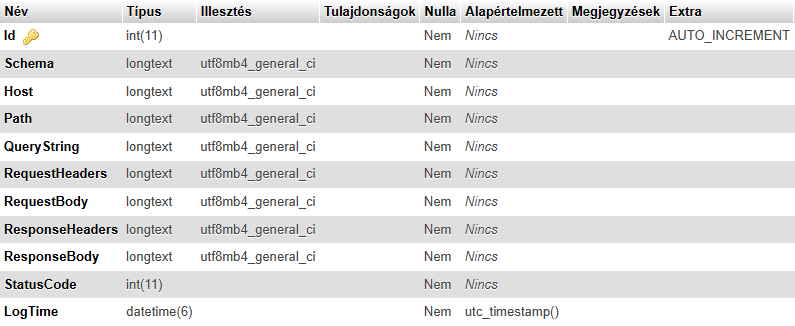 Név Típus Illesztés Tulajdonságok Nulla Alapértelmezett Megjegyzések Extra
Id int(11) Nem Nincs AUTO_INCREMENT
Schema longtext utf8mb4_general_ci Nem Nincs
Host longtext utf8mb4_general_ci Nem Nincs
Path longtext utf8mb4_general_ci Nem Nincs
QueryString longtext utf8mb4_general_ci Nem Nincs
RequestHeaders longtext utf8mb4_general_ci Nem Nincs
RequestBody longtext utf8mb4_general_ci Nem Nincs
ResponseHeaders longtext utf8mb4_general_ci Nem Nincs
ResponseBody longtext utf8mb4_general_ci Nem Nincs
StatusCode int(11) Nem Nincs
LogTime datetime(6) Nem utc_timestamp()